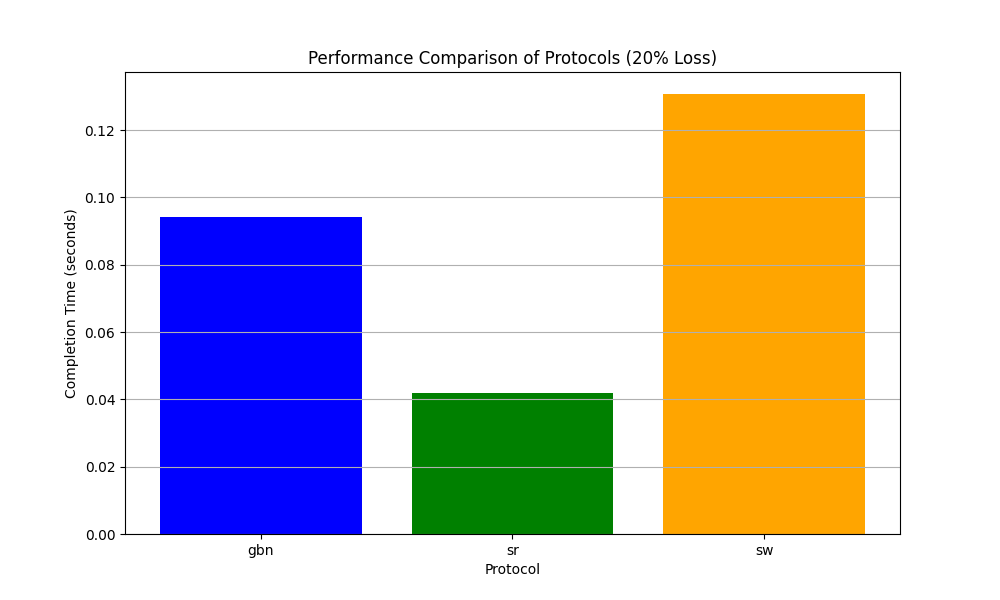 Performance Comparison of Protocols (20% Loss)
Completion Time (seconds)
0.12
0.10
0.08
0.06
0.04
0.02
0.00
gbn sr sw
Protocol